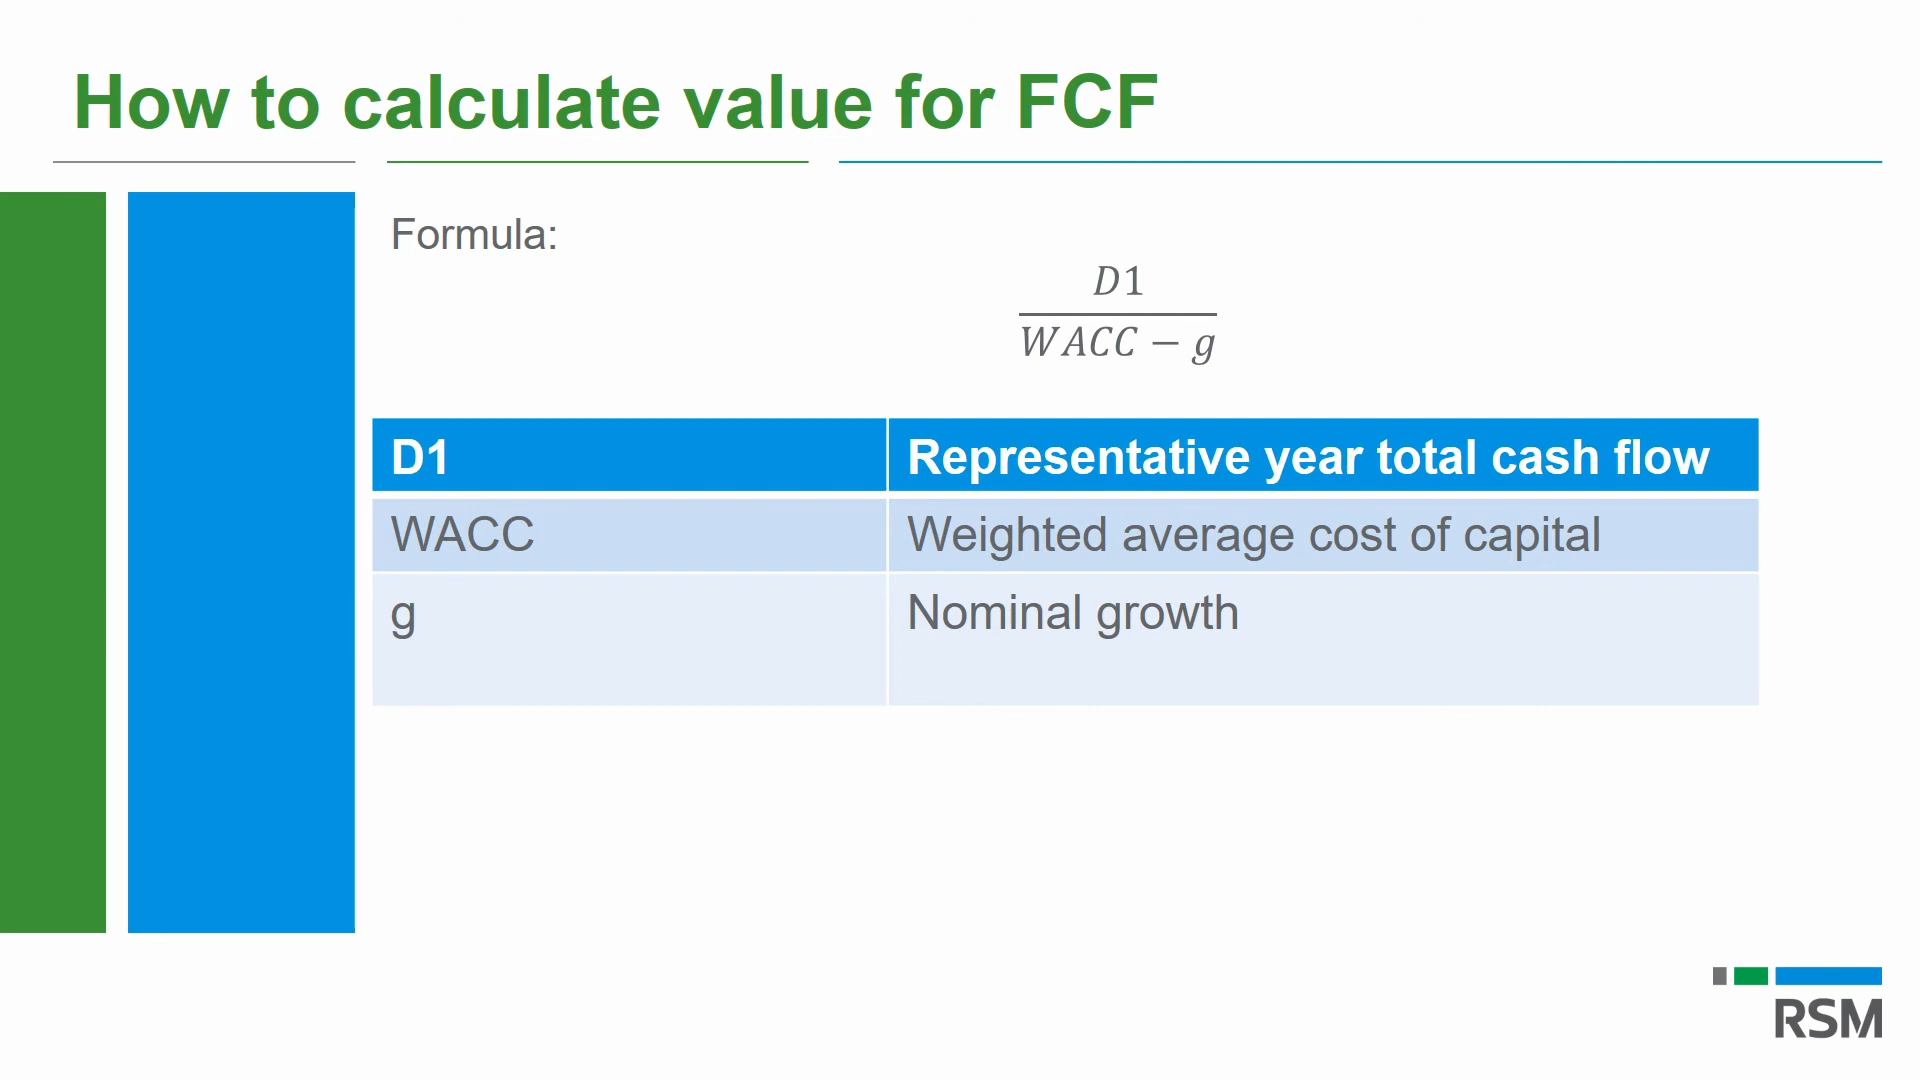 How to calculate value for FCF
Formula:
D1
WACC − g
D1 Representative year total cash flow
WACC Weighted average cost of capital
g Nominal growth
RSM